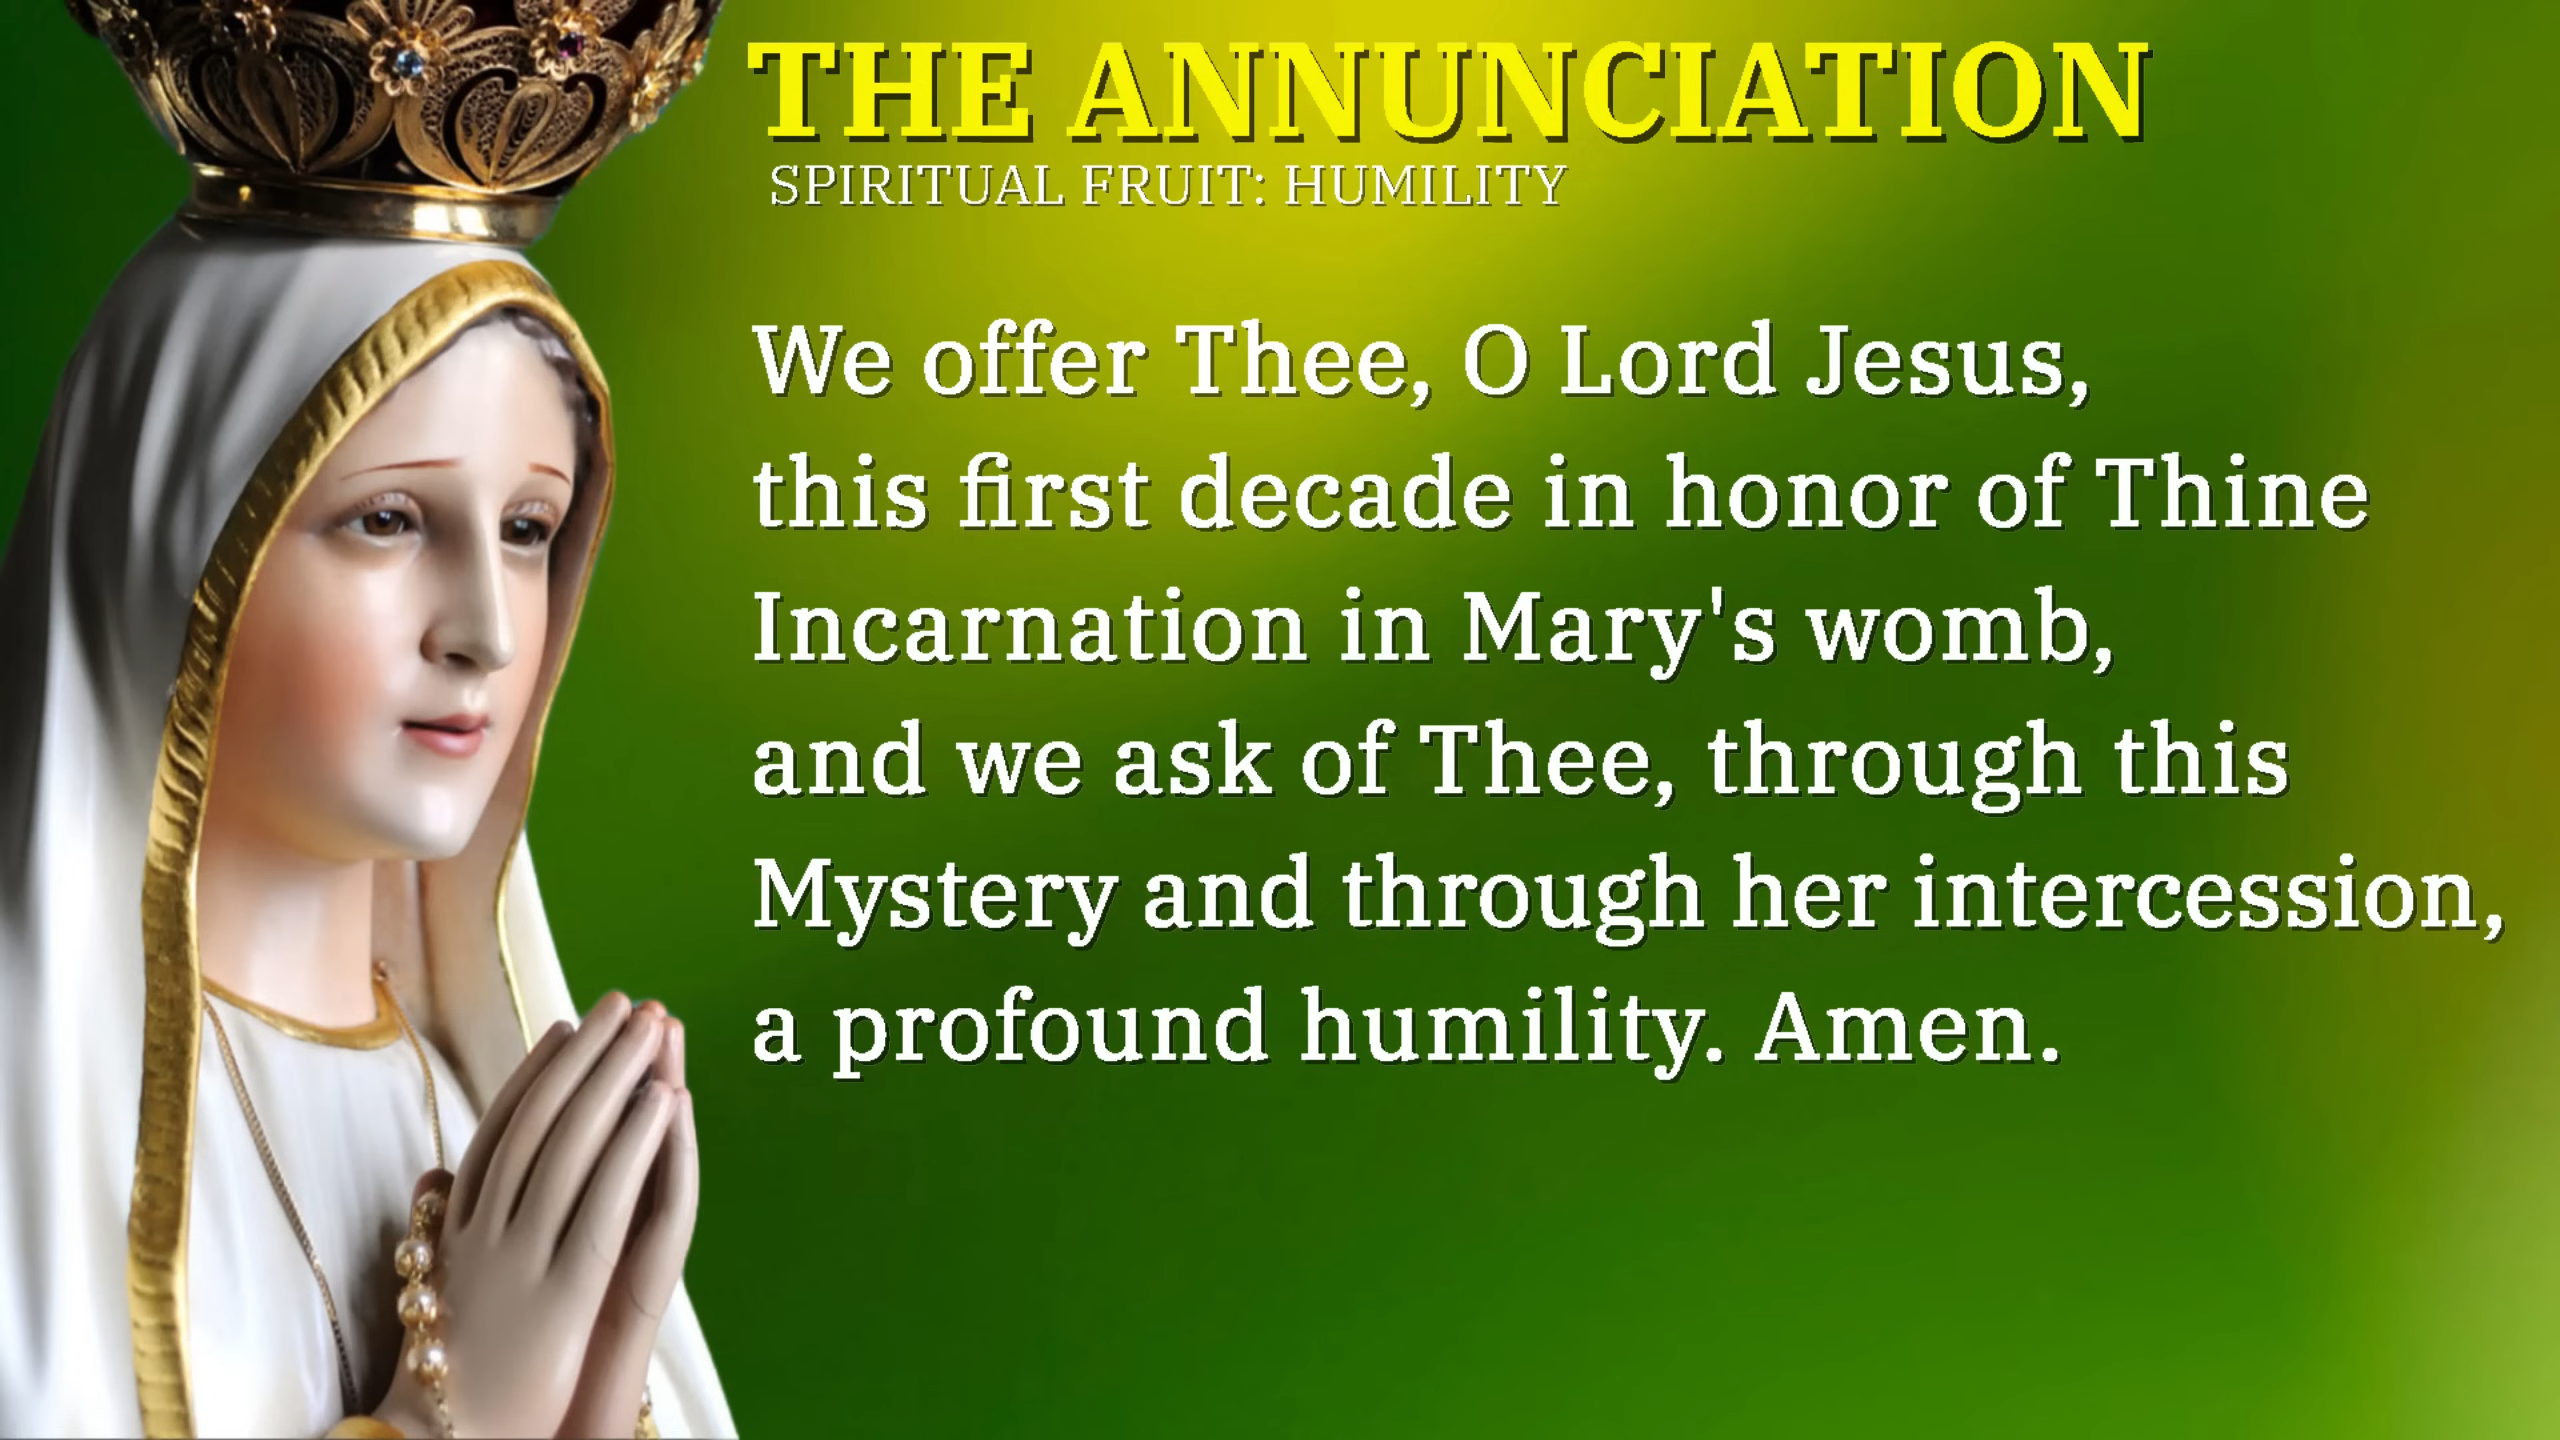 THE ANNUNCIATION
SPIRITUAL FRUIT: HUMILITY
We offer Thee, O Lord Jesus,
this first decade in honor of Thine
Incarnation in Mary's womb,
and we ask of Thee, through this
Mystery and through her intercession,
a profound humility. Amen.